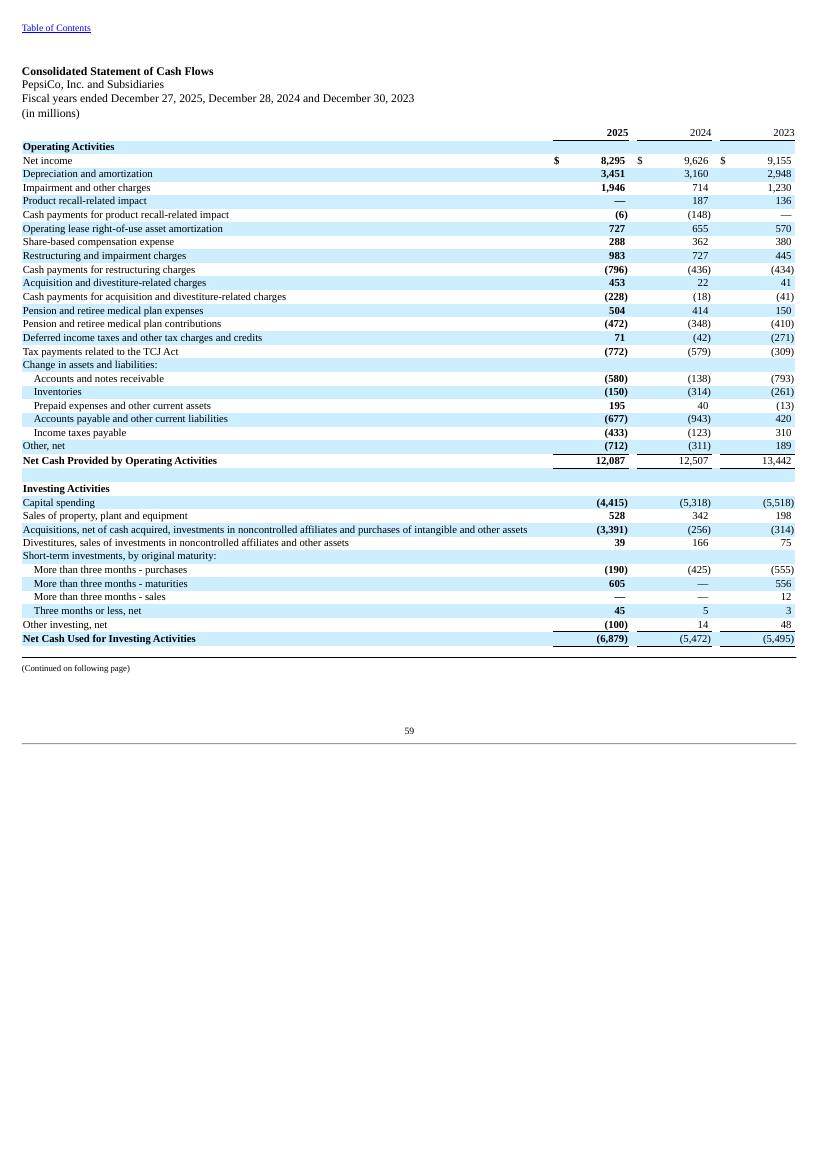 Table of Contents
Consolidated Statement of Cash Flows
PepsiCo, Inc. and Subsidiaries
Fiscal years ended December 27, 2025, December 28, 2024 and December 30, 2023
(in millions)
2025 2024 2023
Operating Activities
Net income $ 8,295 $ 9,626 $ 9,155
Depreciation and amortization 3,451 3,160 2,948
Impairment and other charges 1,946 714 1,230
Product recall-related impact — 187 136
Cash payments for product recall-related impact (6) (148) —
Operating lease right-of-use asset amortization 727 655 570
Share-based compensation expense 288 362 380
Restructuring and impairment charges 983 727 445
Cash payments for restructuring charges (796) (436) (434)
Acquisition and divestiture-related charges 453 22 41
Cash payments for acquisition and divestiture-related charges (228) (18) (41)
Pension and retiree medical plan expenses 504 414 150
Pension and retiree medical plan contributions (472) (348) (410)
Deferred income taxes and other tax charges and credits 71 (42) (271)
Tax payments related to the TCJ Act (772) (579) (309)
Change in assets and liabilities:
Accounts and notes receivable (580) (138) (793)
Inventories (150) (314) (261)
Prepaid expenses and other current assets 195 40 (13)
Accounts payable and other current liabilities (677) (943) 420
Income taxes payable (433) (123) 310
Other, net (712) (311) 189
Net Cash Provided by Operating Activities 12,087 12,507 13,442
Investing Activities
Capital spending (4,415) (5,318) (5,518)
Sales of property, plant and equipment 528 342 198
Acquisitions, net of cash acquired, investments in noncontrolled affiliates and purchases of intangible and other assets (3,391) (256) (314)
Divestitures, sales of investments in noncontrolled affiliates and other assets 39 166 75
Short-term investments, by original maturity:
More than three months - purchases (190) (425) (555)
More than three months - maturities 605 — 556
More than three months - sales — — 12
Three months or less, net 45 5 3
Other investing, net (100) 14 48
Net Cash Used for Investing Activities (6,879) (5,472) (5,495)
(Continued on following page)
59